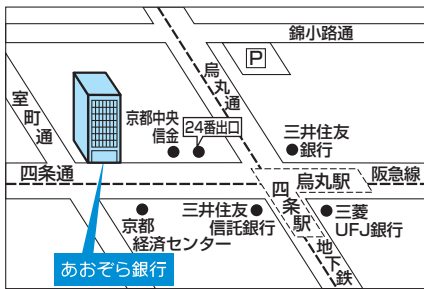 錦小路通
P
烏丸通
室町通
京都中央
信金
24番出口
三井住友
銀行
四条通
烏丸駅
阪急線
四条駅
京都
経済センター
三井住友
信託銀行
三菱
UFJ銀行
地下鉄
あおぞら銀行